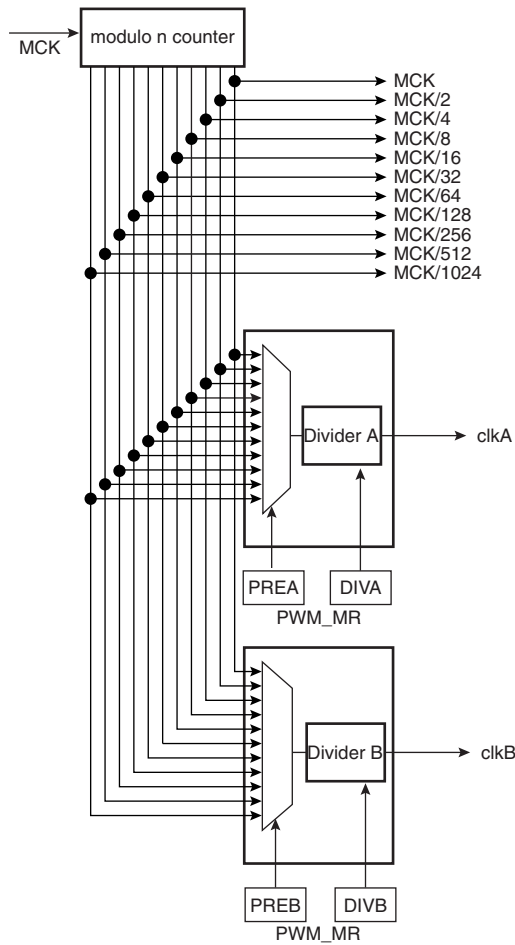 modulo n counter
MCK
MCK
MCK/2
MCK/4
MCK/8
MCK/16
MCK/32
MCK/64
MCK/128
MCK/256
MCK/512
MCK/1024
Divider A
clkA
PREA
DIVA
PWM_MR
Divider B
clkB
PREB
DIVB
PWM_MR